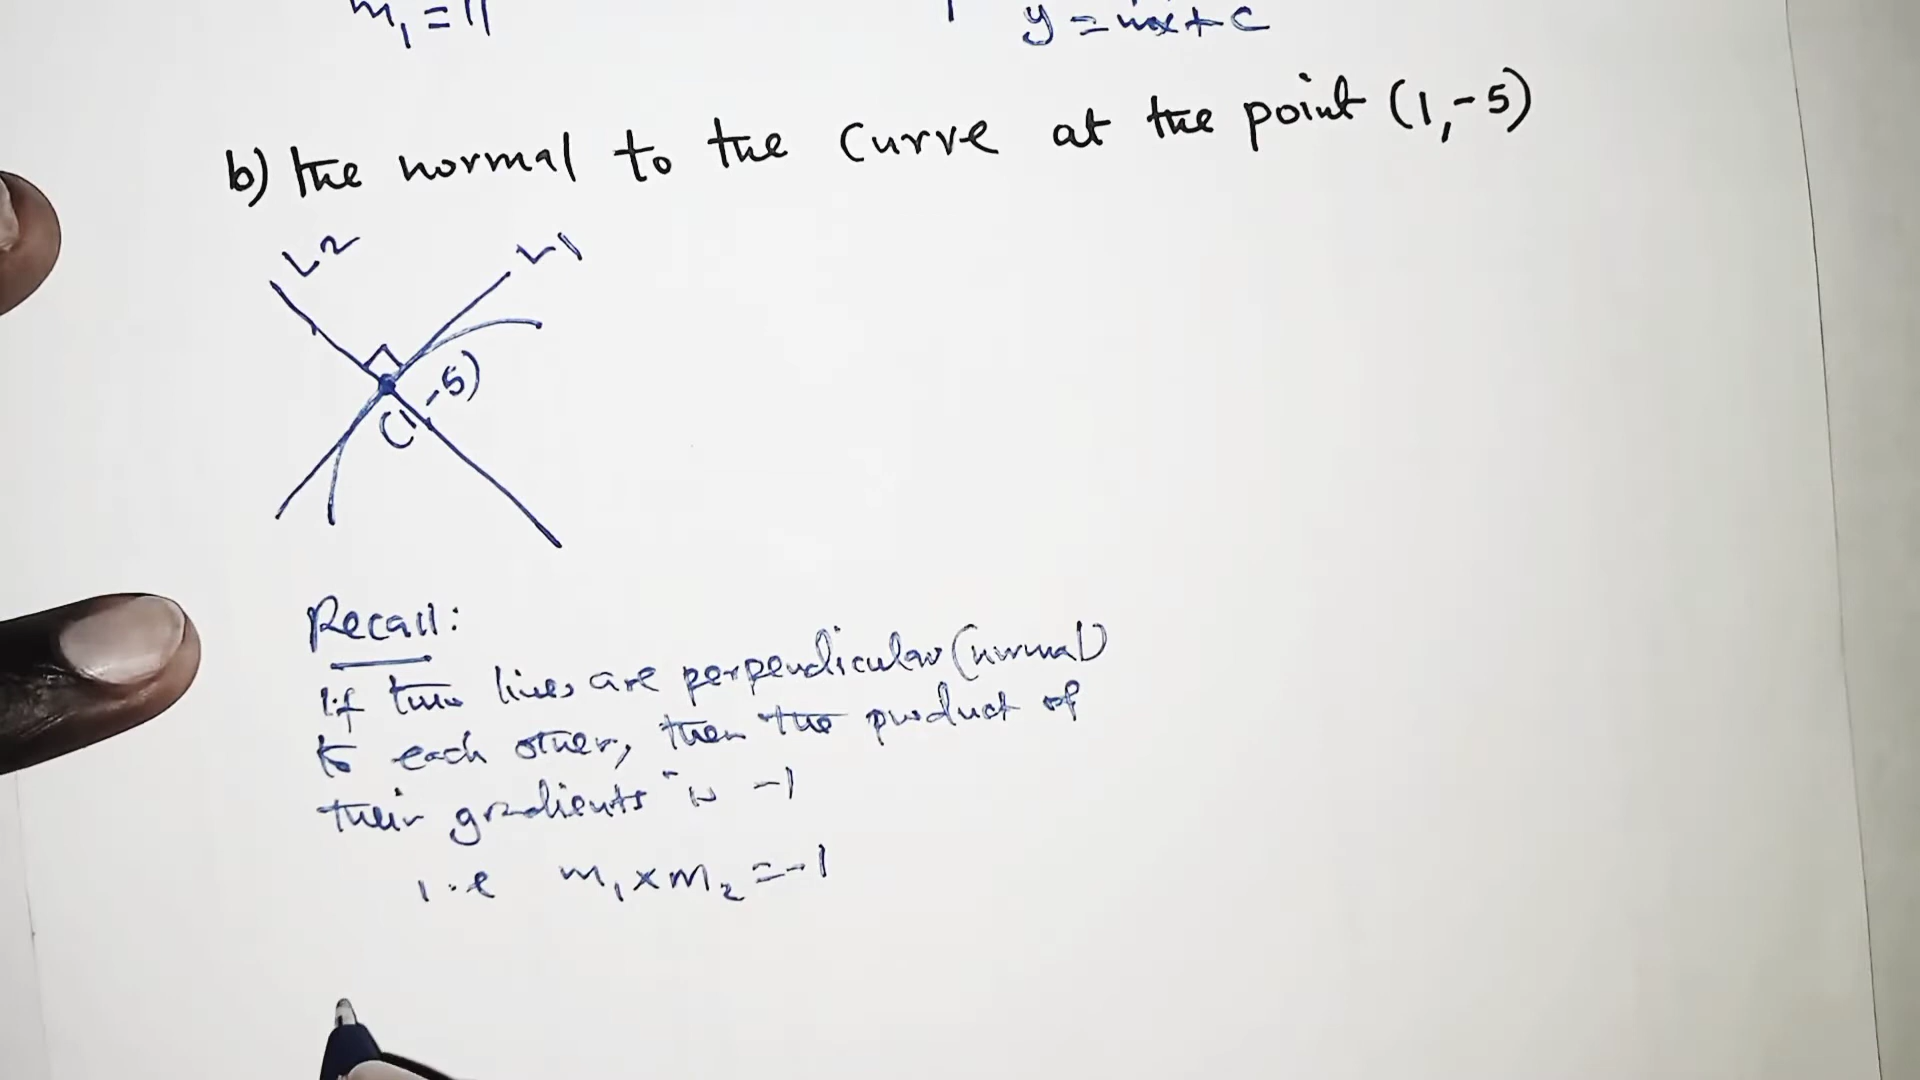 m₁ = 11
y = mx + c
b) the normal to the curve at the point (1, -5)
L2
L1
(1, -5)
Recall:
If two lines are perpendicular (normal)
to each other, then the product of
their gradients is -1
i.e m₁ x m₂ = -1